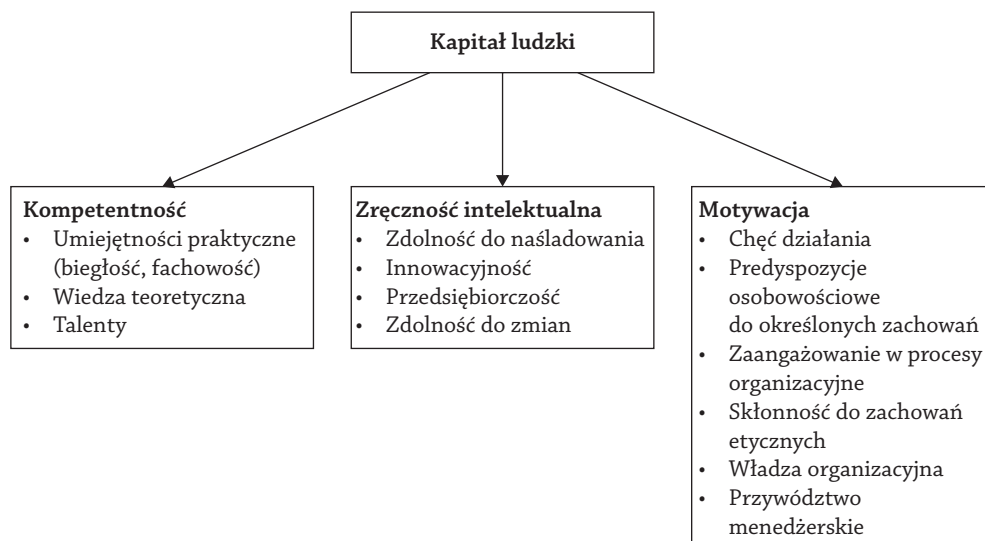 Kapitał ludzki
Kompetentność
• Umiejętności praktyczne
(biegłość, fachowość)
• Wiedza teoretyczna
• Talenty
Zręczność intelektualna
• Zdolność do naśladowania
• Innowacyjność
• Przedsiębiorczość
• Zdolność do zmian
Motywacja
• Chęć działania
• Predyspozycje
osobowościowe
do określonych zachowań
• Zaangażowanie w procesy
organizacyjne
• Skłonność do zachowań
etycznych
• Władza organizacyjna
• Przywództwo
menedżerskie